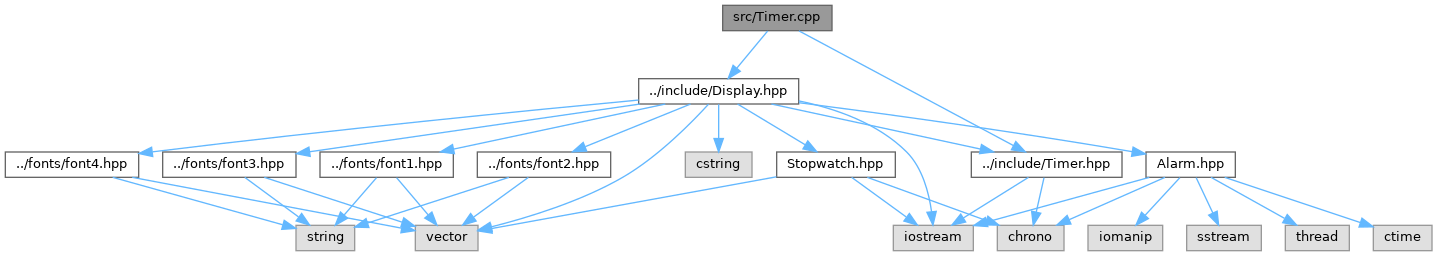 src/Timer.cpp
../include/Display.hpp
../fonts/font4.hpp
../fonts/font3.hpp
../fonts/font1.hpp
../fonts/font2.hpp
cstring
Stopwatch.hpp
../include/Timer.hpp
Alarm.hpp
string
vector
iostream
chrono
iomanip
sstream
thread
ctime